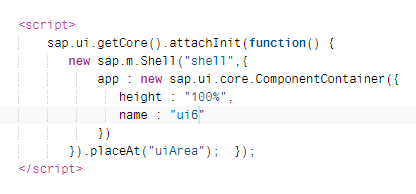 <script>
sap.ui.getCore().attachInit(function() {
new sap.m.Shell("shell",{
app : new sap.ui.core.ComponentContainer({
height : "100%",
name : "ui6"
})
}).placeAt("uiArea");  });
</script>